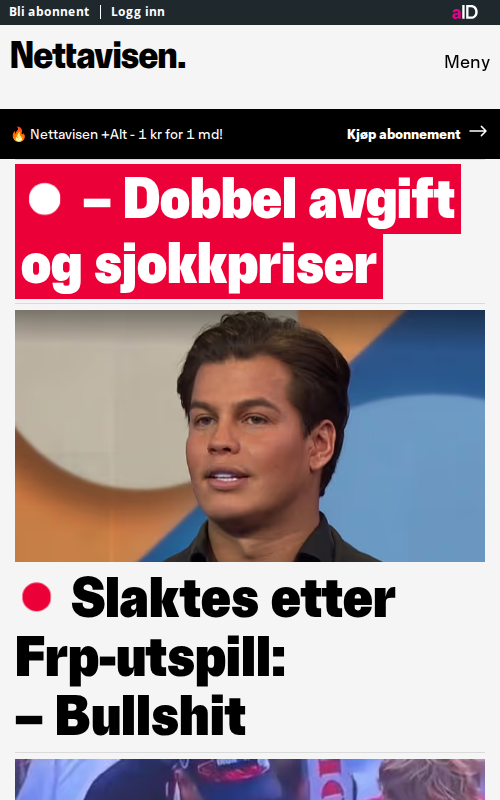 Bli abonnent | Logg inn
aID
Nettavisen.
Meny
🔥 Nettavisen +Alt - 1 kr for 1 md!
Kjøp abonnement →
– Dobbel avgift
og sjokkpriser
Slaktes etter
Frp-utspill:
– Bullshit